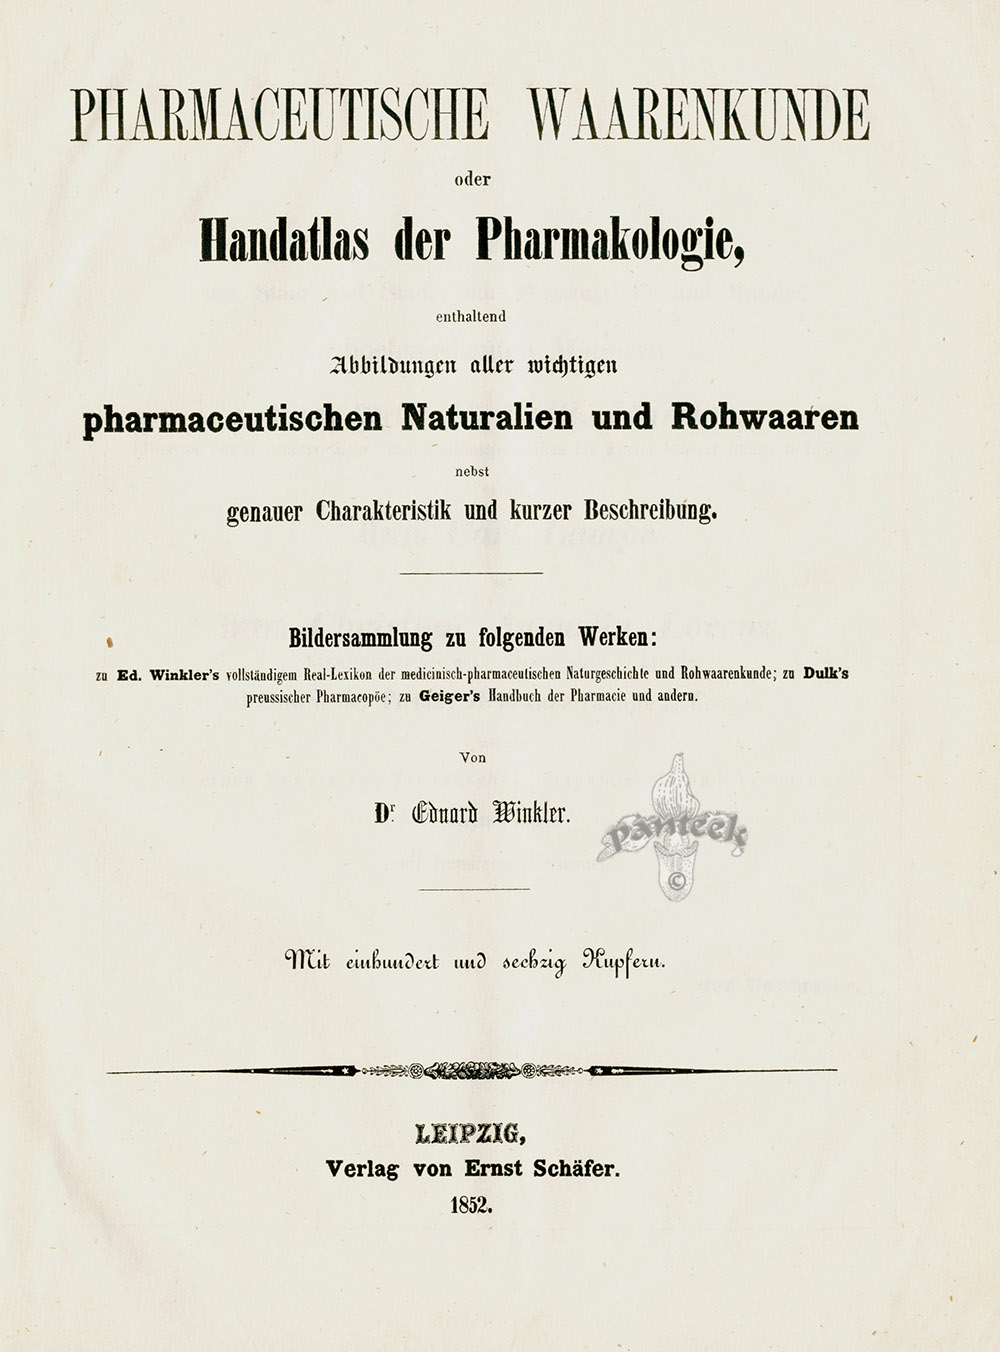 PHARMACEUTISCHE WAARENKUNDE
oder
Handatlas der Pharmakologie,
enthaltend
Abbildungen aller wichtigen
pharmaceutischen Naturalien und Rohwaaren
nebst
genauer Charakteristik und kurzer Beschreibung.
Bildersammlung zu folgenden Werken:
zu Ed. Winkler's vollständigem Real-Lexikon der medicinisch-pharmaceutischen Naturgeschichte und Rohwaarenkunde; zu Dulk's
preussischer Pharmacopöe; zu Geiger's Handbuch der Pharmacie und andern.
Von
Dr. Eduard Winkler.
panteek
©
Mit einhundert und sechzig Kupfern.
LEIPZIG,
Verlag von Ernst Schäfer.
1852.